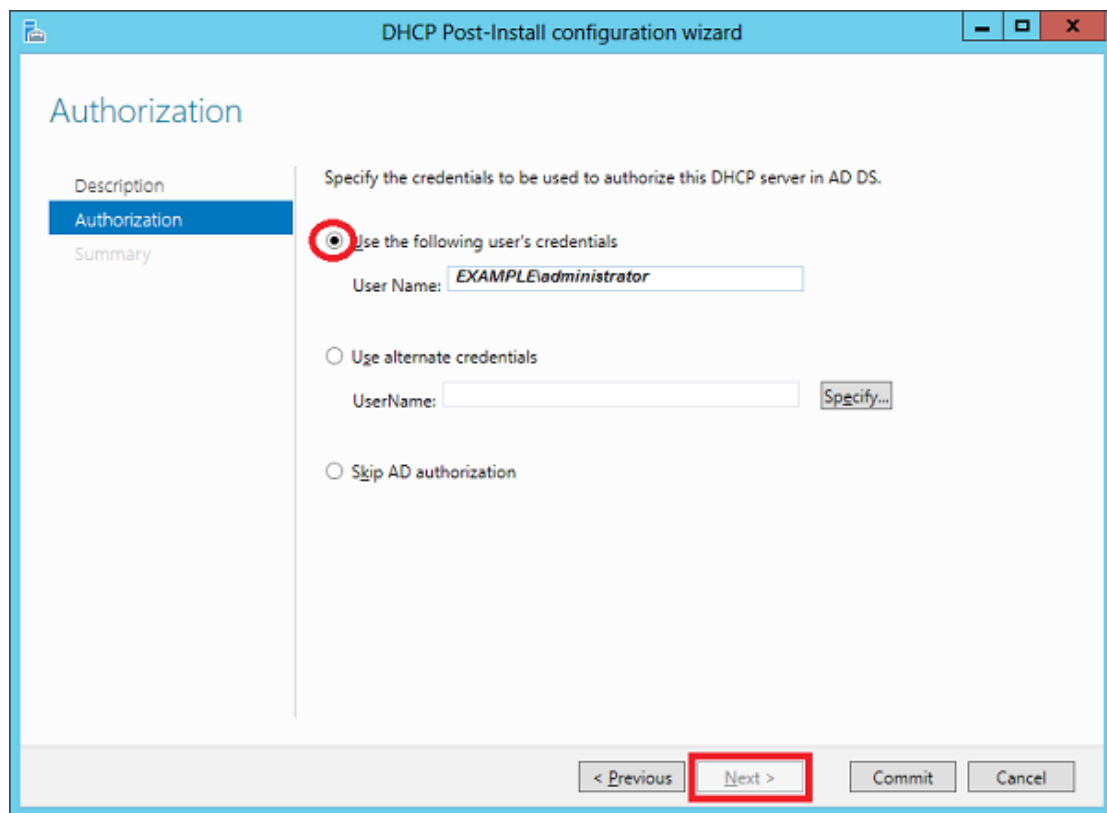 DHCP Post-Install configuration wizard
Authorization
Description
Authorization
Summary
Specify the credentials to be used to authorize this DHCP server in AD DS.
Use the following user's credentials
User Name: EXAMPLE\administrator
Use alternate credentials
UserName:
Specify...
Skip AD authorization
< Previous
Next >
Commit
Cancel